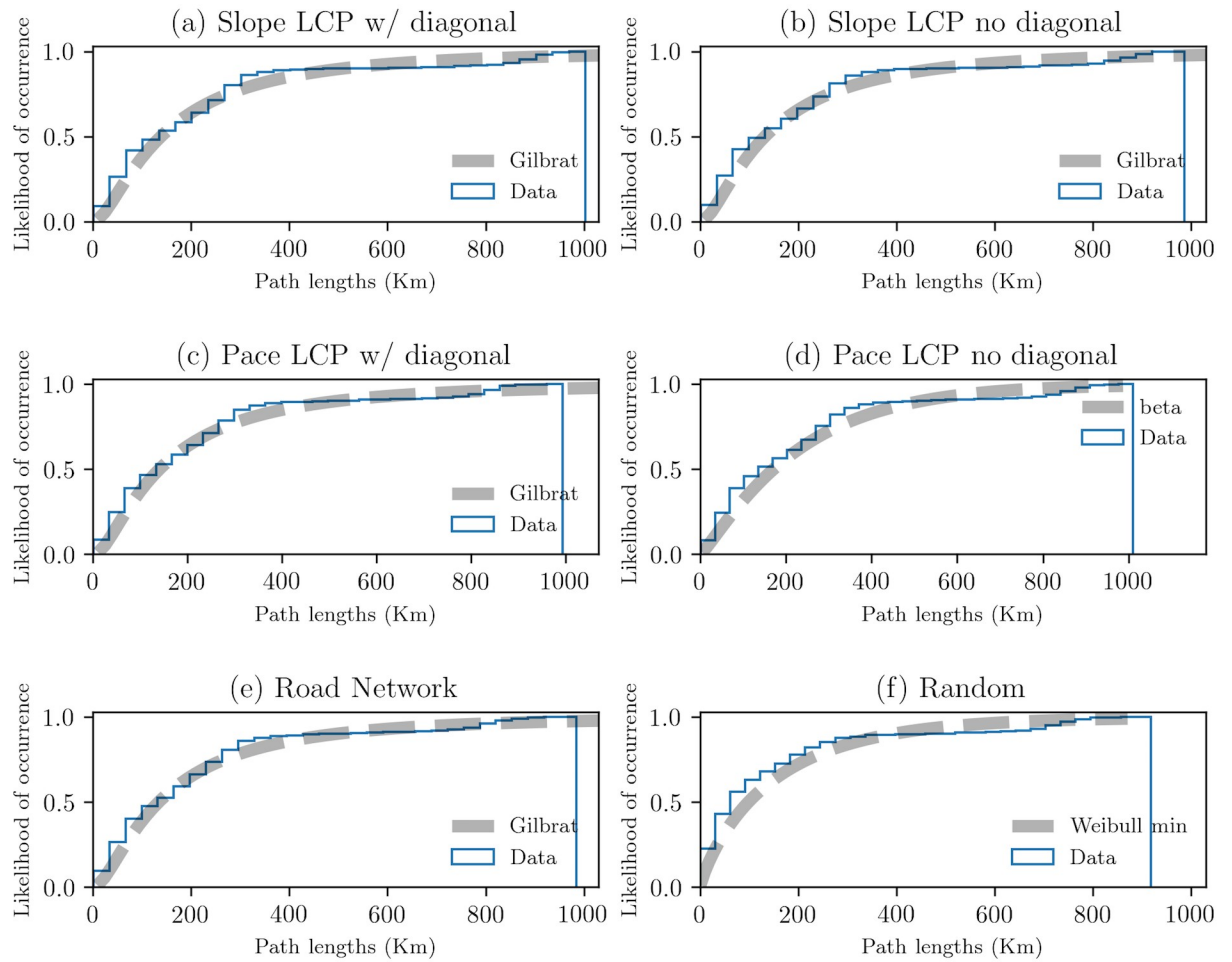 (a) Slope LCP w/ diagonal
Likelihood of occurrence
1.0
0.5
0.0
Gilbrat
Data
0 200 400 600 800 1000
Path lengths (Km)
(b) Slope LCP no diagonal
Likelihood of occurrence
1.0
0.5
0.0
Gilbrat
Data
0 200 400 600 800 1000
Path lengths (Km)
(c) Pace LCP w/ diagonal
Likelihood of occurrence
1.0
0.5
0.0
Gilbrat
Data
0 200 400 600 800 1000
Path lengths (Km)
(d) Pace LCP no diagonal
Likelihood of occurrence
1.0
0.5
0.0
beta
Data
0 200 400 600 800 1000
Path lengths (Km)
(e) Road Network
Likelihood of occurrence
1.0
0.5
0.0
Gilbrat
Data
0 200 400 600 800 1000
Path lengths (Km)
(f) Random
Likelihood of occurrence
1.0
0.5
0.0
Weibull min
Data
0 200 400 600 800 1000
Path lengths (Km)